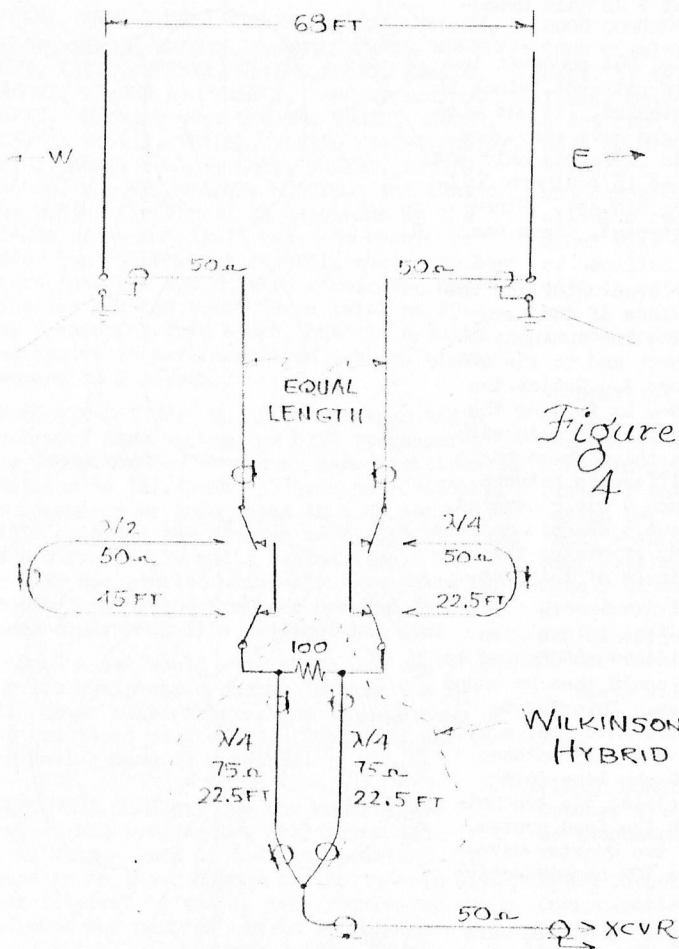 69 FT
W
E
50Ω
50Ω
EQUAL
LENGTH
Figure
4
λ/2
50Ω
45 FT
λ/4
50Ω
22.5 FT
100
λ/4
75Ω
22.5 FT
λ/4
75Ω
22.5 FT
WILKINSON
HYBRID
50Ω
XCVR